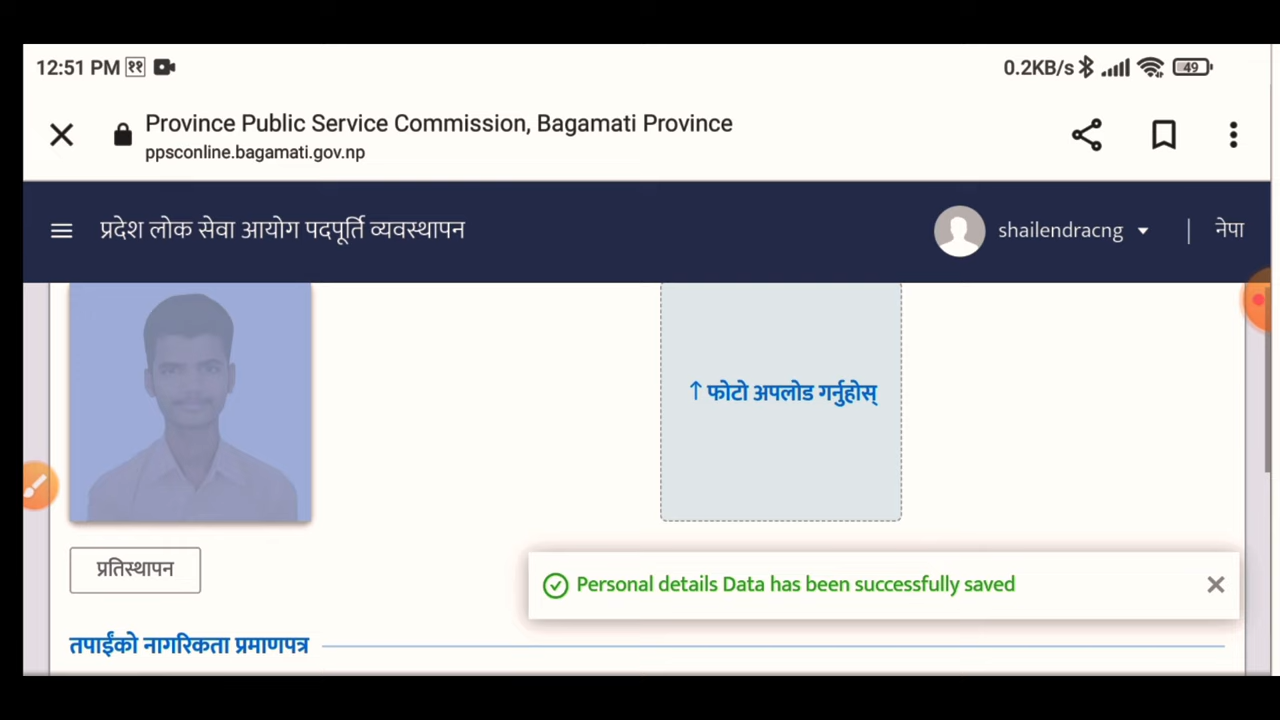 12:51 PM ११
0.2KB/s 49
Province Public Service Commission, Bagamati Province
ppsconline.bagamati.gov.np
प्रदेश लोक सेवा आयोग पदपूर्ति व्यवस्थापन
shailendracng | नेपा
↑ फोटो अपलोड गर्नुहोस्
प्रतिस्थापन
Personal details Data has been successfully saved
तपाईंको नागरिकता प्रमाणपत्र